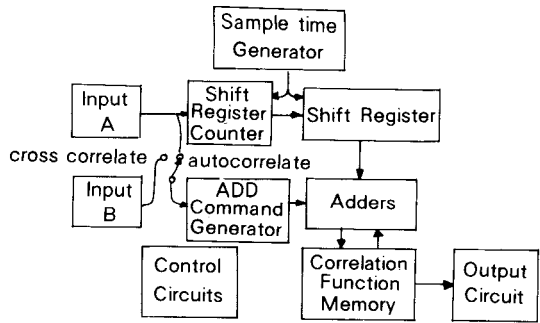 Sample time
Generator
Input
A
Shift
Register
Counter
Shift Register
cross correlate
autocorrelate
Input
B
ADD
Command
Generator
Adders
Control
Circuits
Correlation
Function
Memory
Output
Circuit